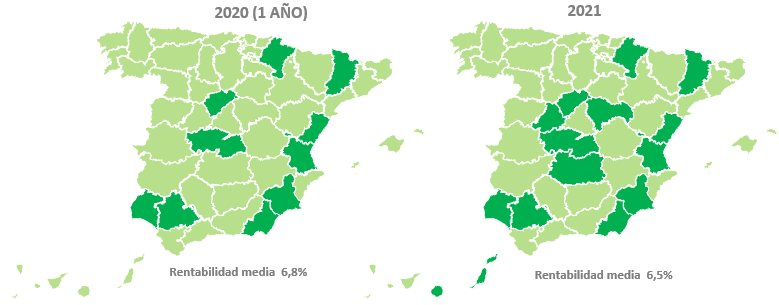 2020 (1 AÑO)
2021
Rentabilidad media 6,8%
Rentabilidad media 6,5%